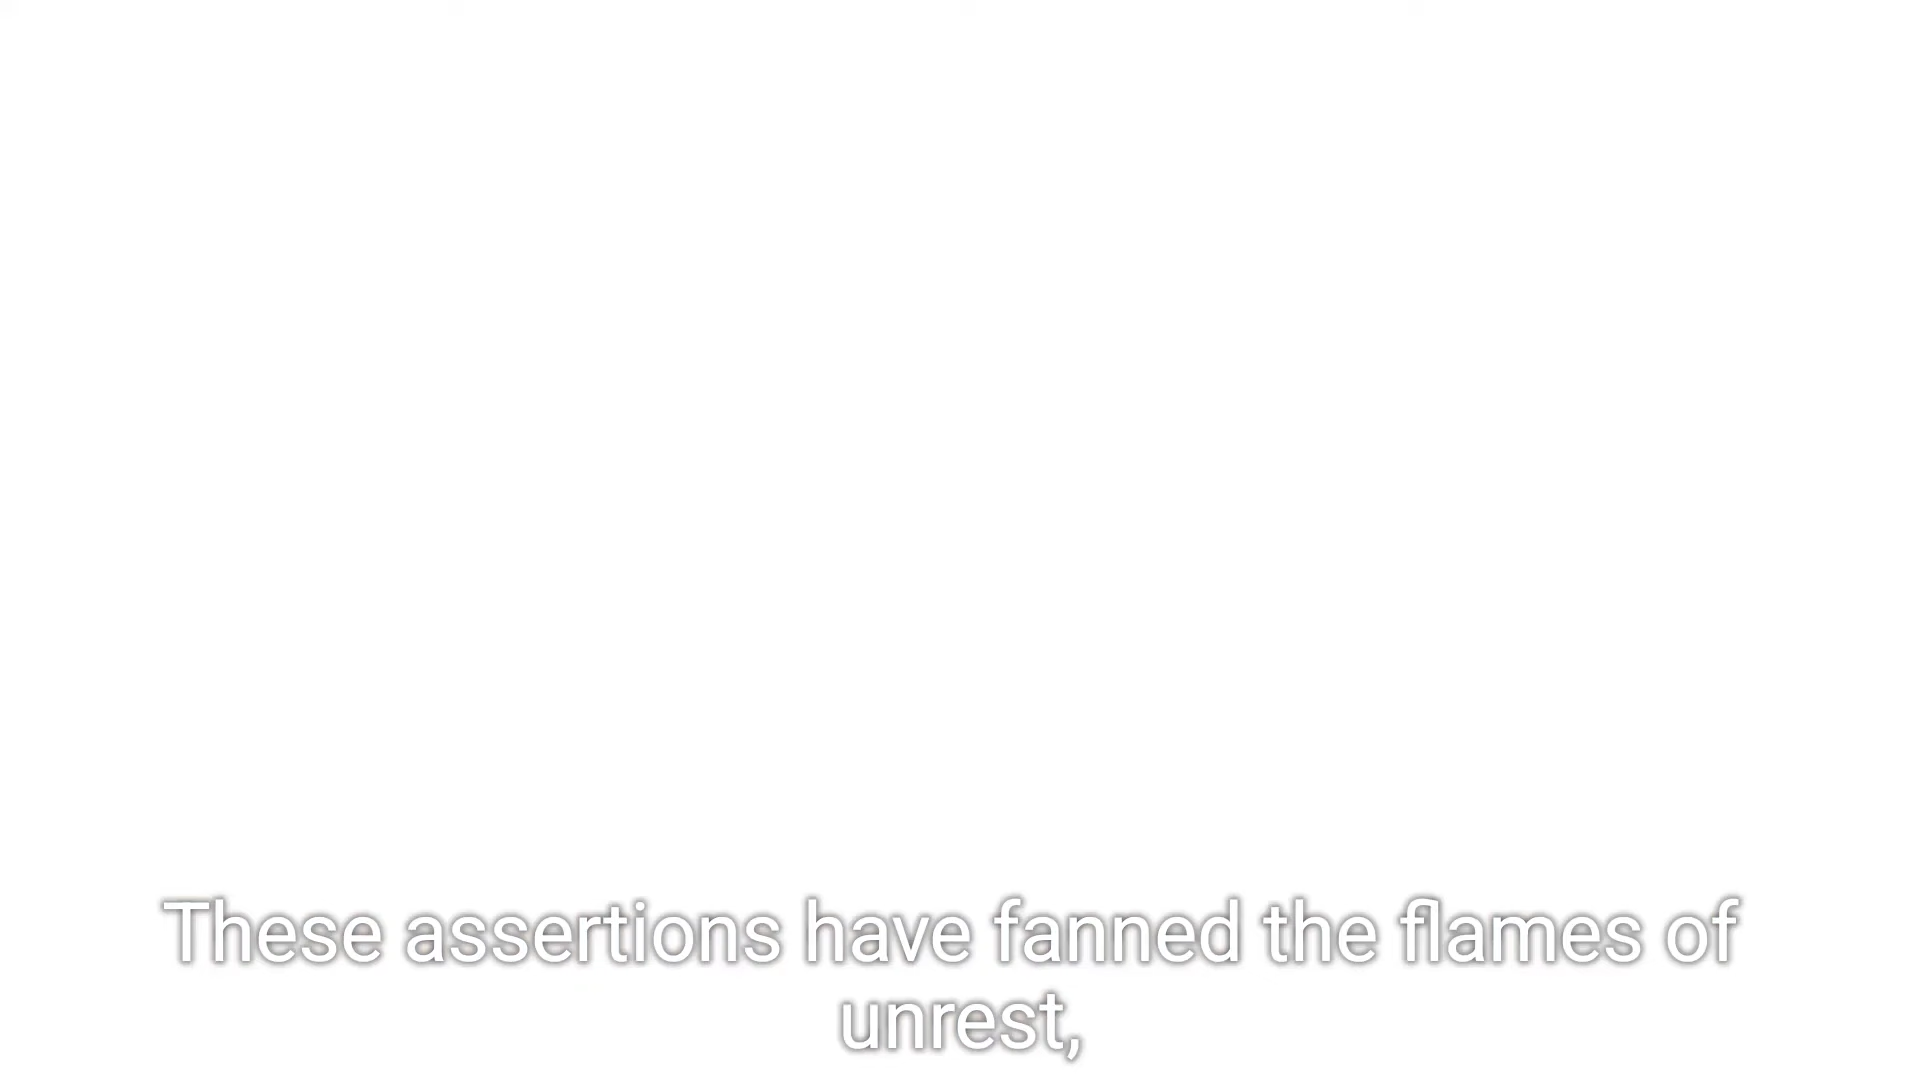 These assertions have fanned the flames of
unrest,